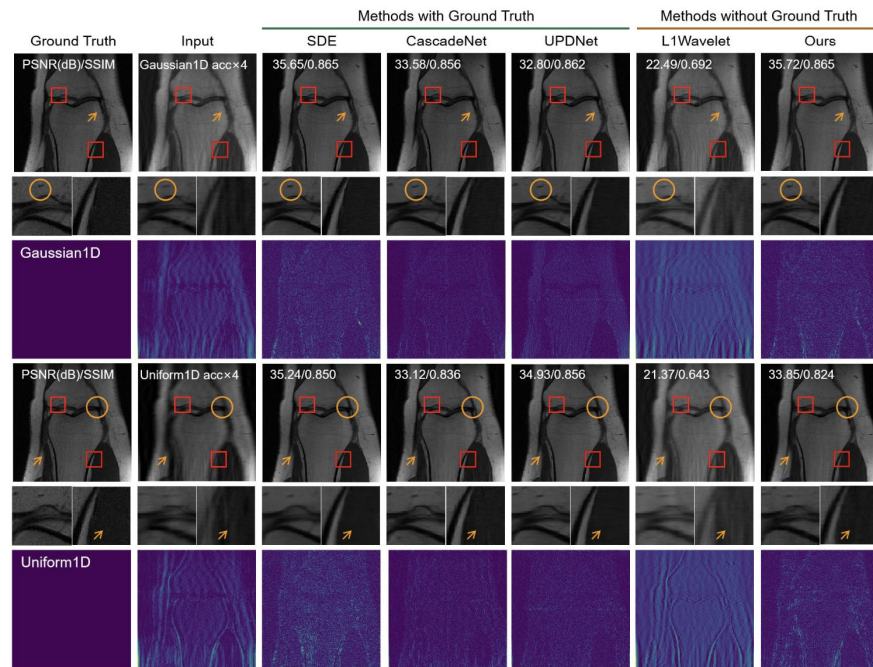 Methods with Ground Truth Methods without Ground Truth
Ground Truth Input SDE CascadeNet UPDNet L1Wavelet Ours
PSNR(dB)/SSIM Gaussian1D acc×4 35.65/0.865 33.58/0.856 32.80/0.862 22.49/0.692 35.72/0.865
Gaussian1D
PSNR(dB)/SSIM Uniform1D acc×4 35.24/0.850 33.12/0.836 34.93/0.856 21.37/0.643 33.85/0.824
Uniform1D